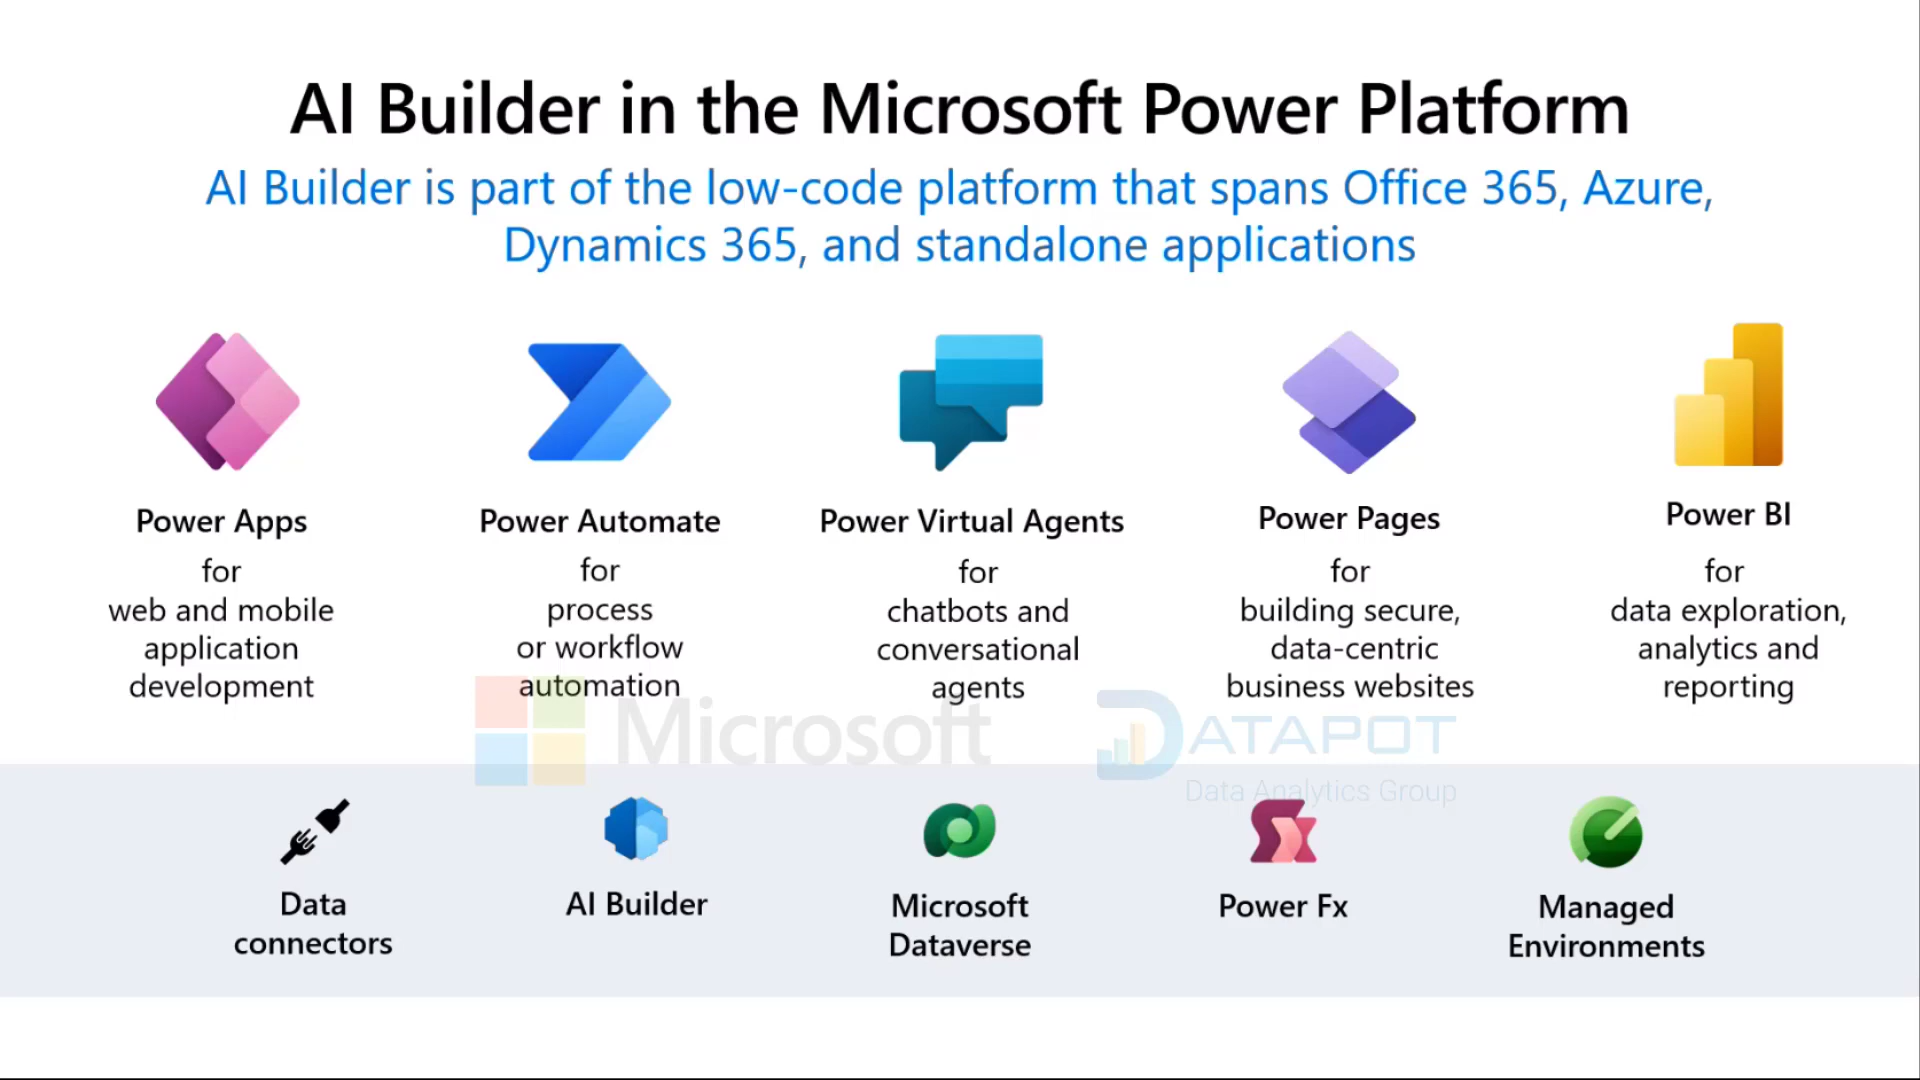 AI Builder in the Microsoft Power Platform
AI Builder is part of the low-code platform that spans Office 365, Azure,
Dynamics 365, and standalone applications
Power Apps
for
web and mobile
application
development
Power Automate
for
process
or workflow
automation
Power Virtual Agents
for
chatbots and
conversational
agents
Power Pages
for
building secure,
data-centric
business websites
Power BI
for
data exploration,
analytics and
reporting
Microsoft
DATAPOT
Data Analytics Group
Data
connectors
AI Builder
Microsoft
Dataverse
Power Fx
Managed
Environments